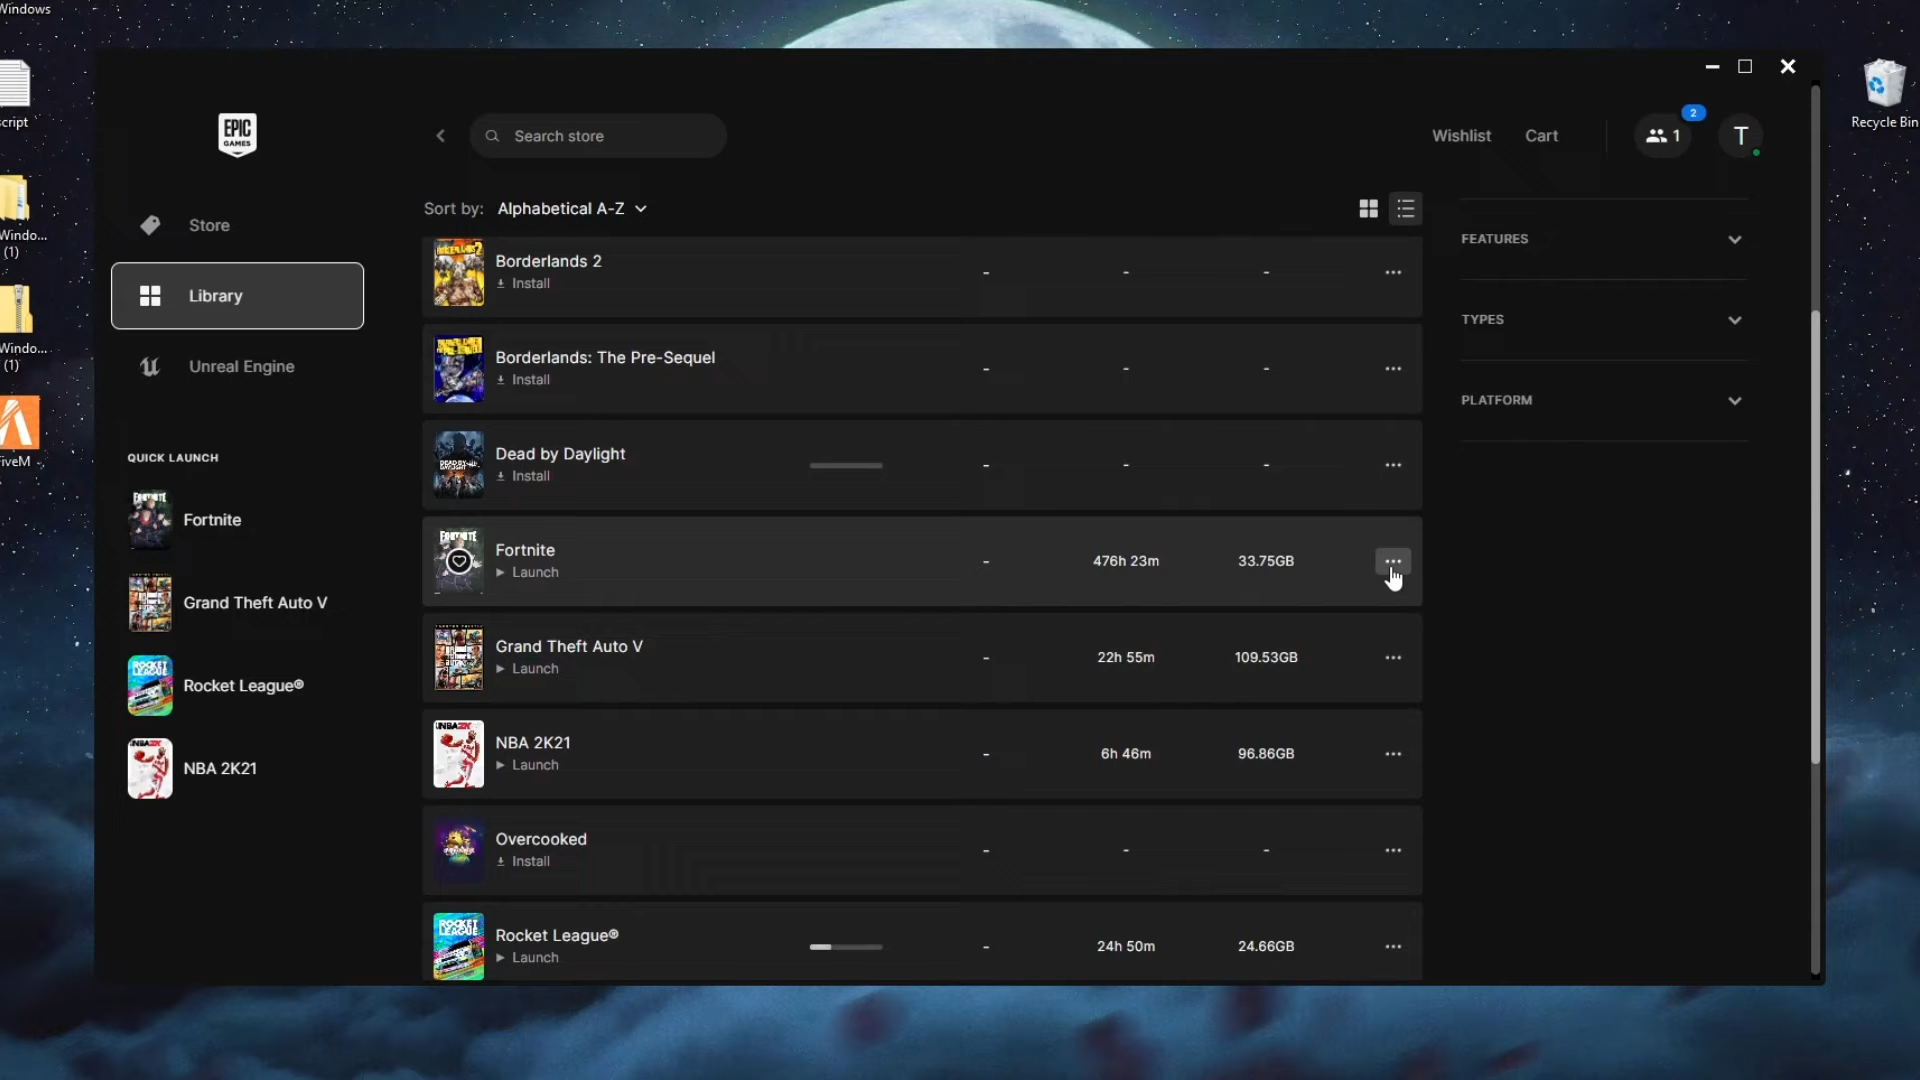 Windows
script
Windo...
(1)
Windo...
(1)
FiveM
Recycle Bin
EPIC
GAMES
Search store
Wishlist
Cart
2
1
T
Store
Library
Unreal Engine
QUICK LAUNCH
Fortnite
Grand Theft Auto V
Rocket League®
NBA 2K21
Sort by: Alphabetical A-Z
Borderlands 2
Install
- - - ...
Borderlands: The Pre-Sequel
Install
- - - ...
Dead by Daylight
Install
- - - ...
Fortnite
Launch
- 476h 23m 33.75GB ...
Grand Theft Auto V
Launch
- 22h 55m 109.53GB ...
NBA 2K21
Launch
- 6h 46m 96.86GB ...
Overcooked
Install
- - - ...
Rocket League®
Launch
- 24h 50m 24.66GB ...
FEATURES
TYPES
PLATFORM